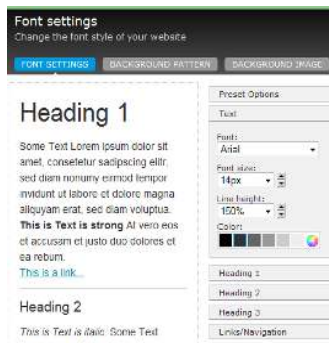 Font settings
Change the font style of your website
FONT SETTINGS BACKGROUND PATTERN BACKGROUND IMAGE
Heading 1
Some Text Lorem ipsum dolor sit
amet, consetetur sadipscing elitr,
sed diam nonumy eirmod tempor
invidunt ut labore et dolore magna
aliquyam erat, sed diam voluptua.
This is Text is strong At vero eos
et accusam et justo duo dolores et
ea rebum.
This is a link...
Heading 2
This is Text is italic Some Text
Preset Options
Text
Font:
Arial
Font size:
14px
Line height:
150%
Color:
Heading 1
Heading 2
Heading 3
Links/Navigation